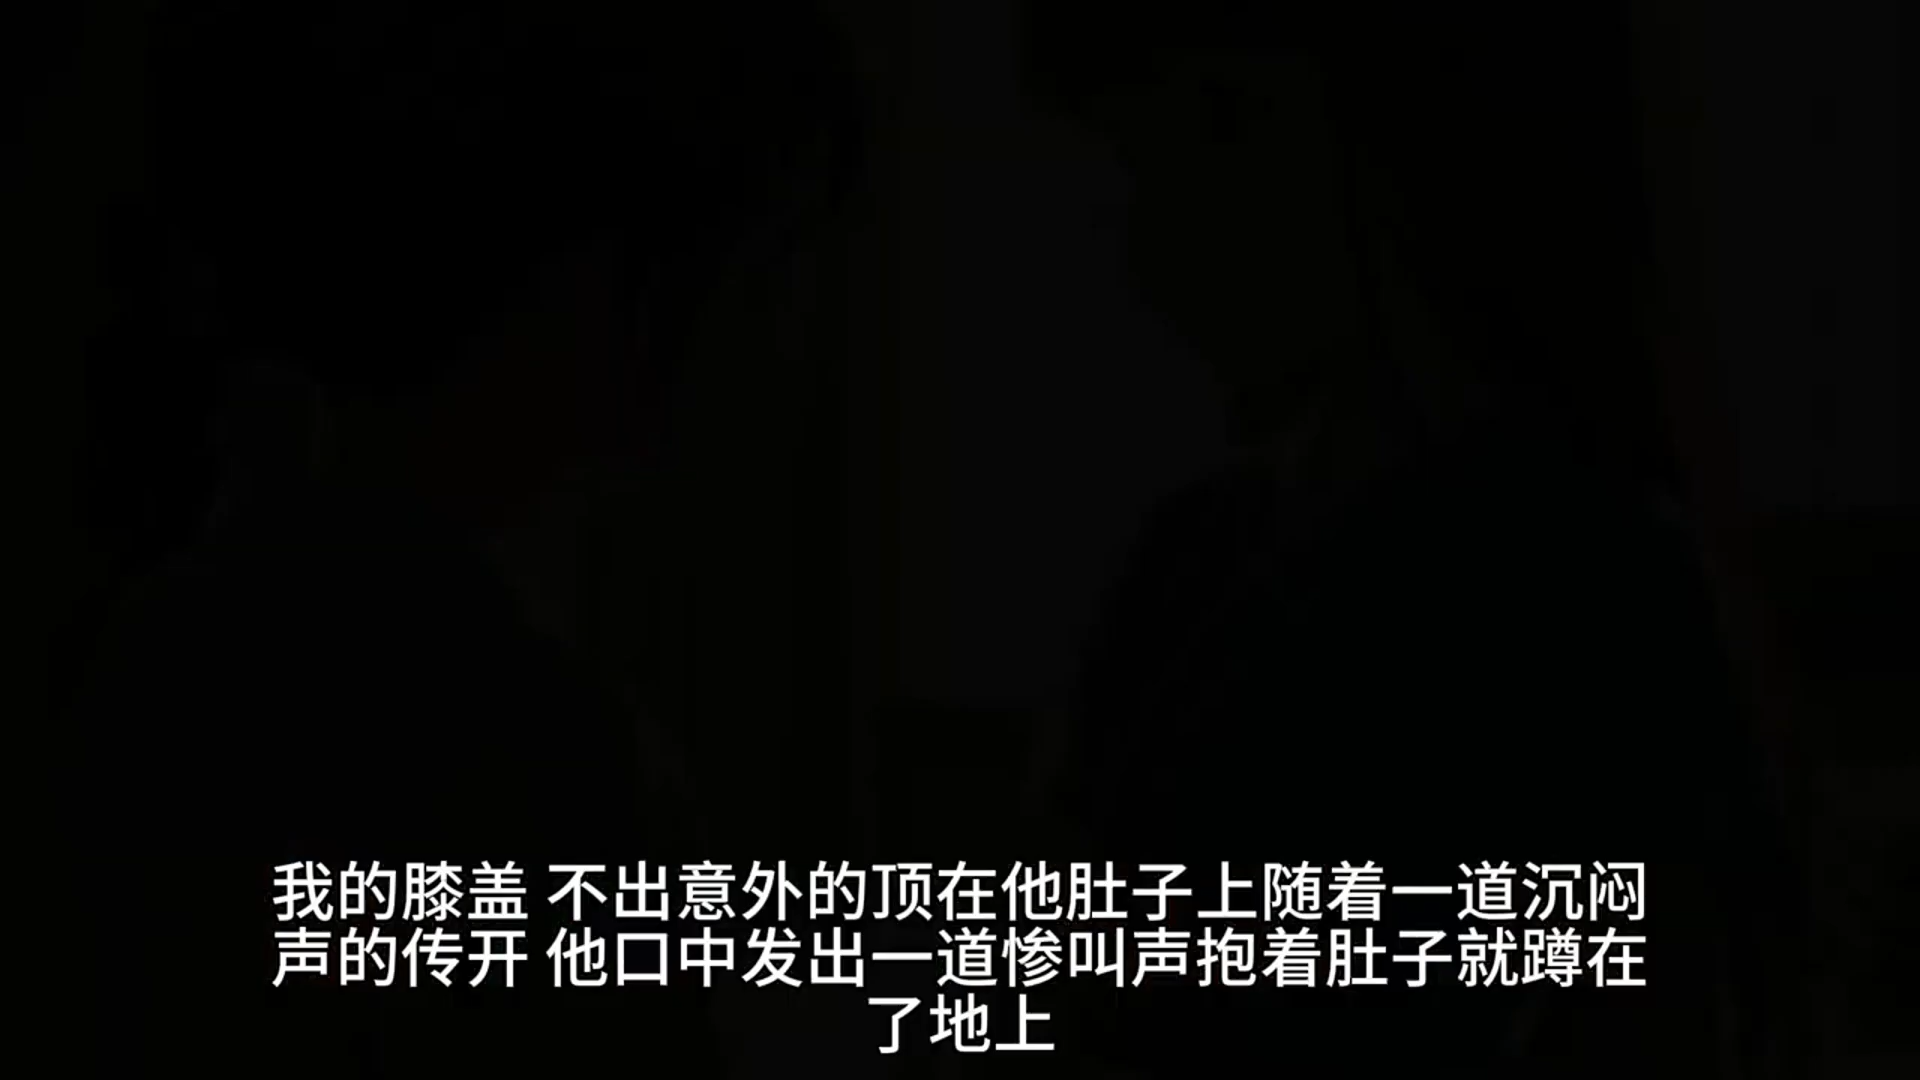 我的膝盖 不出意外的顶在他肚子上随着一道沉闷
声的传开 他口中发出一道惨叫声抱着肚子就蹲在
了地上